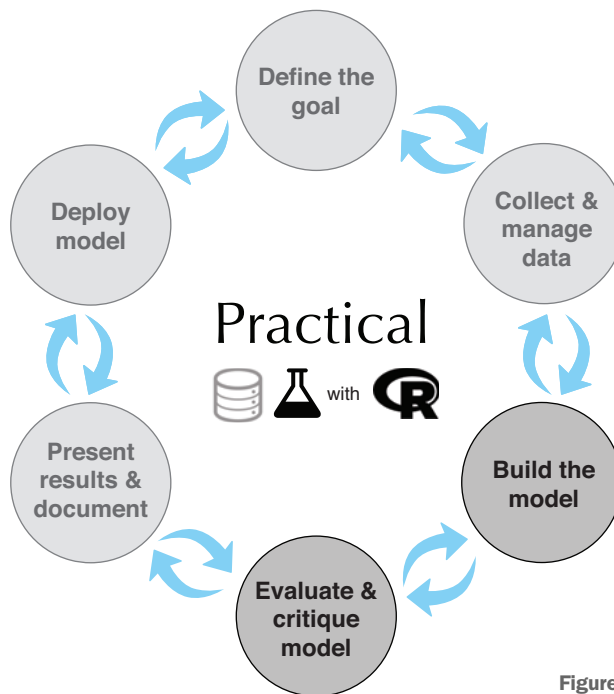 Define the
goal
Collect &
manage
data
Build the
model
Evaluate &
critique
model
Present
results &
document
Deploy
model
Practical
with R
Figure